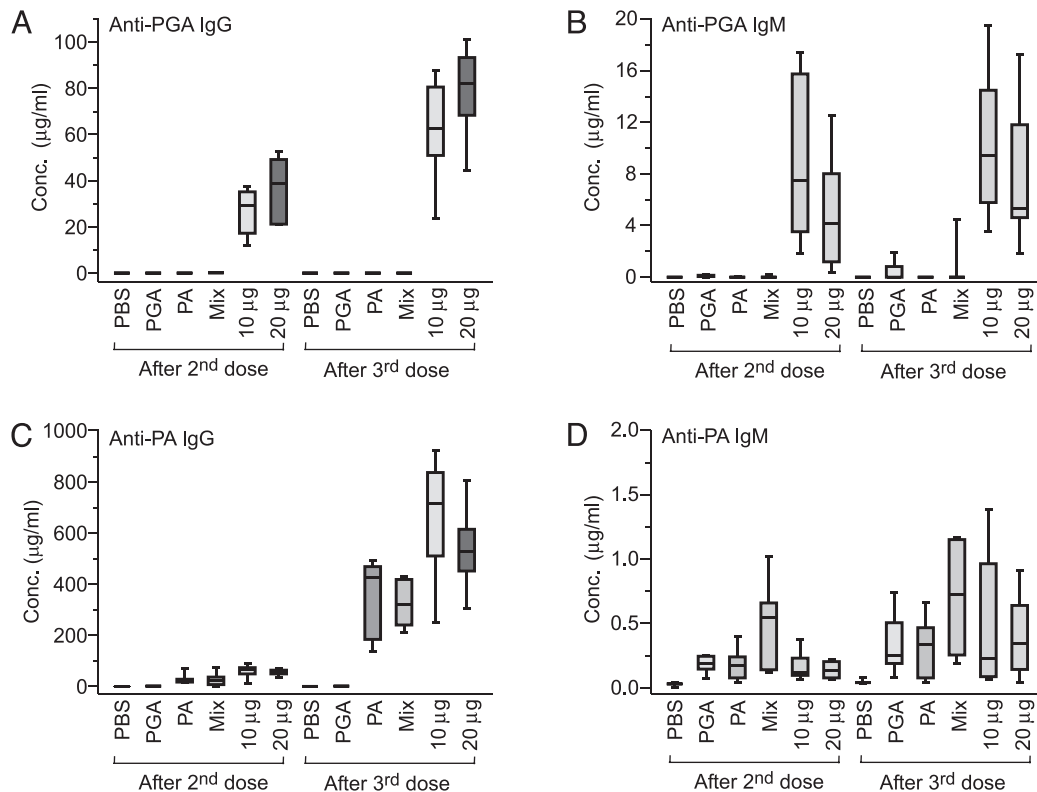 A
Anti-PGA IgG
100
80
60
40
20
0
Conc. (μg/ml)
PBS
PGA
PA
Mix
10 μg
20 μg
PBS
PGA
PA
Mix
10 μg
20 μg
After 2nd dose
After 3rd dose
B
Anti-PGA IgM
20
16
12
8
4
0
Conc. (μg/ml)
PBS
PGA
PA
Mix
10 μg
20 μg
PBS
PGA
PA
Mix
10 μg
20 μg
After 2nd dose
After 3rd dose
C
Anti-PA IgG
1000
800
600
400
200
0
Conc. (μg/ml)
PBS
PGA
PA
Mix
10 μg
20 μg
PBS
PGA
PA
Mix
10 μg
20 μg
After 2nd dose
After 3rd dose
D
Anti-PA IgM
2.0
1.5
1.0
0.5
0.0
Conc. (μg/ml)
PBS
PGA
PA
Mix
10 μg
20 μg
PBS
PGA
PA
Mix
10 μg
20 μg
After 2nd dose
After 3rd dose